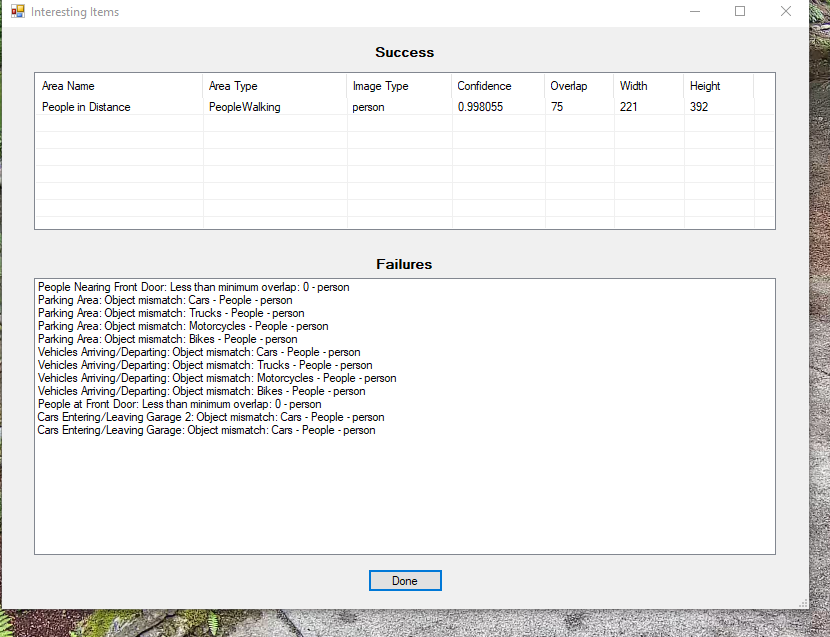 Interesting Items
Success
Area Name Area Type Image Type Confidence Overlap Width Height
People in Distance PeopleWalking person 0.998055 75 221 392
Failures
People Nearing Front Door: Less than minimum overlap: 0 - person
Parking Area: Object mismatch: Cars - People - person
Parking Area: Object mismatch: Trucks - People - person
Parking Area: Object mismatch: Motorcycles - People - person
Parking Area: Object mismatch: Bikes - People - person
Vehicles Arriving/Departing: Object mismatch: Cars - People - person
Vehicles Arriving/Departing: Object mismatch: Trucks - People - person
Vehicles Arriving/Departing: Object mismatch: Motorcycles - People - person
Vehicles Arriving/Departing: Object mismatch: Bikes - People - person
People at Front Door: Less than minimum overlap: 0 - person
Cars Entering/Leaving Garage 2: Object mismatch: Cars - People - person
Cars Entering/Leaving Garage: Object mismatch: Cars - People - person
Done